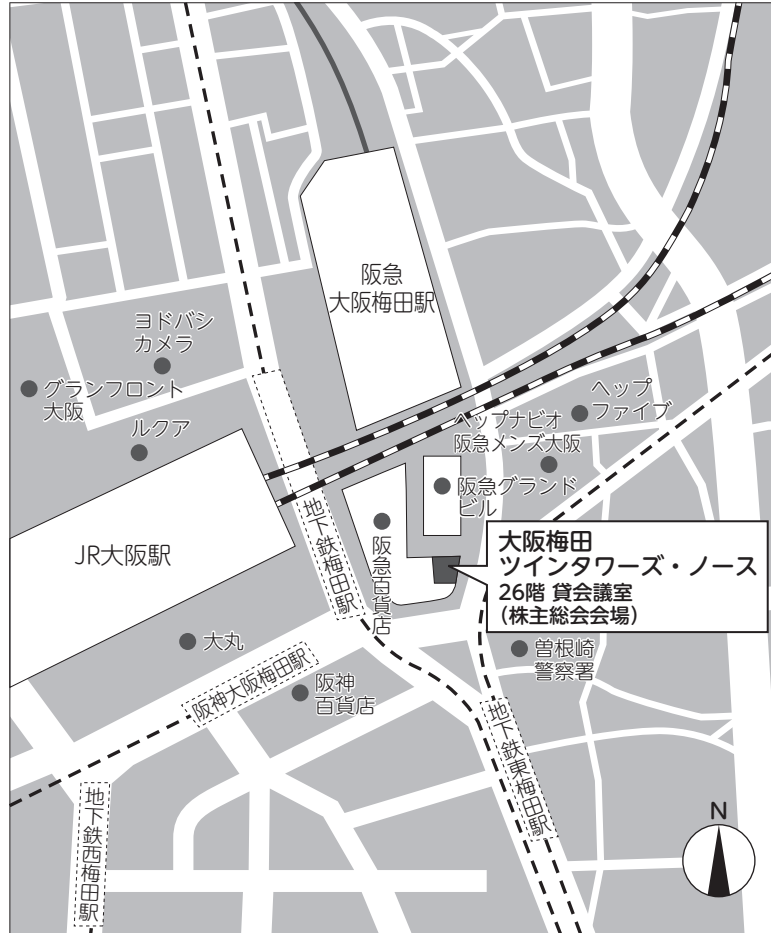 阪急
大阪梅田駅
ヨドバシ
カメラ
グランフロント
大阪
ルクア
ヘップ
ファイブ
ヘップナビオ
阪急メンズ大阪
阪急グランド
ビル
地下鉄梅田駅
阪急百貨店
JR大阪駅
大阪梅田
ツインタワーズ・ノース
26階 貸会議室
(株主総会会場)
大丸
阪神大阪梅田駅
阪神
百貨店
曽根崎
警察署
地下鉄東梅田駅
地下鉄西梅田駅
N